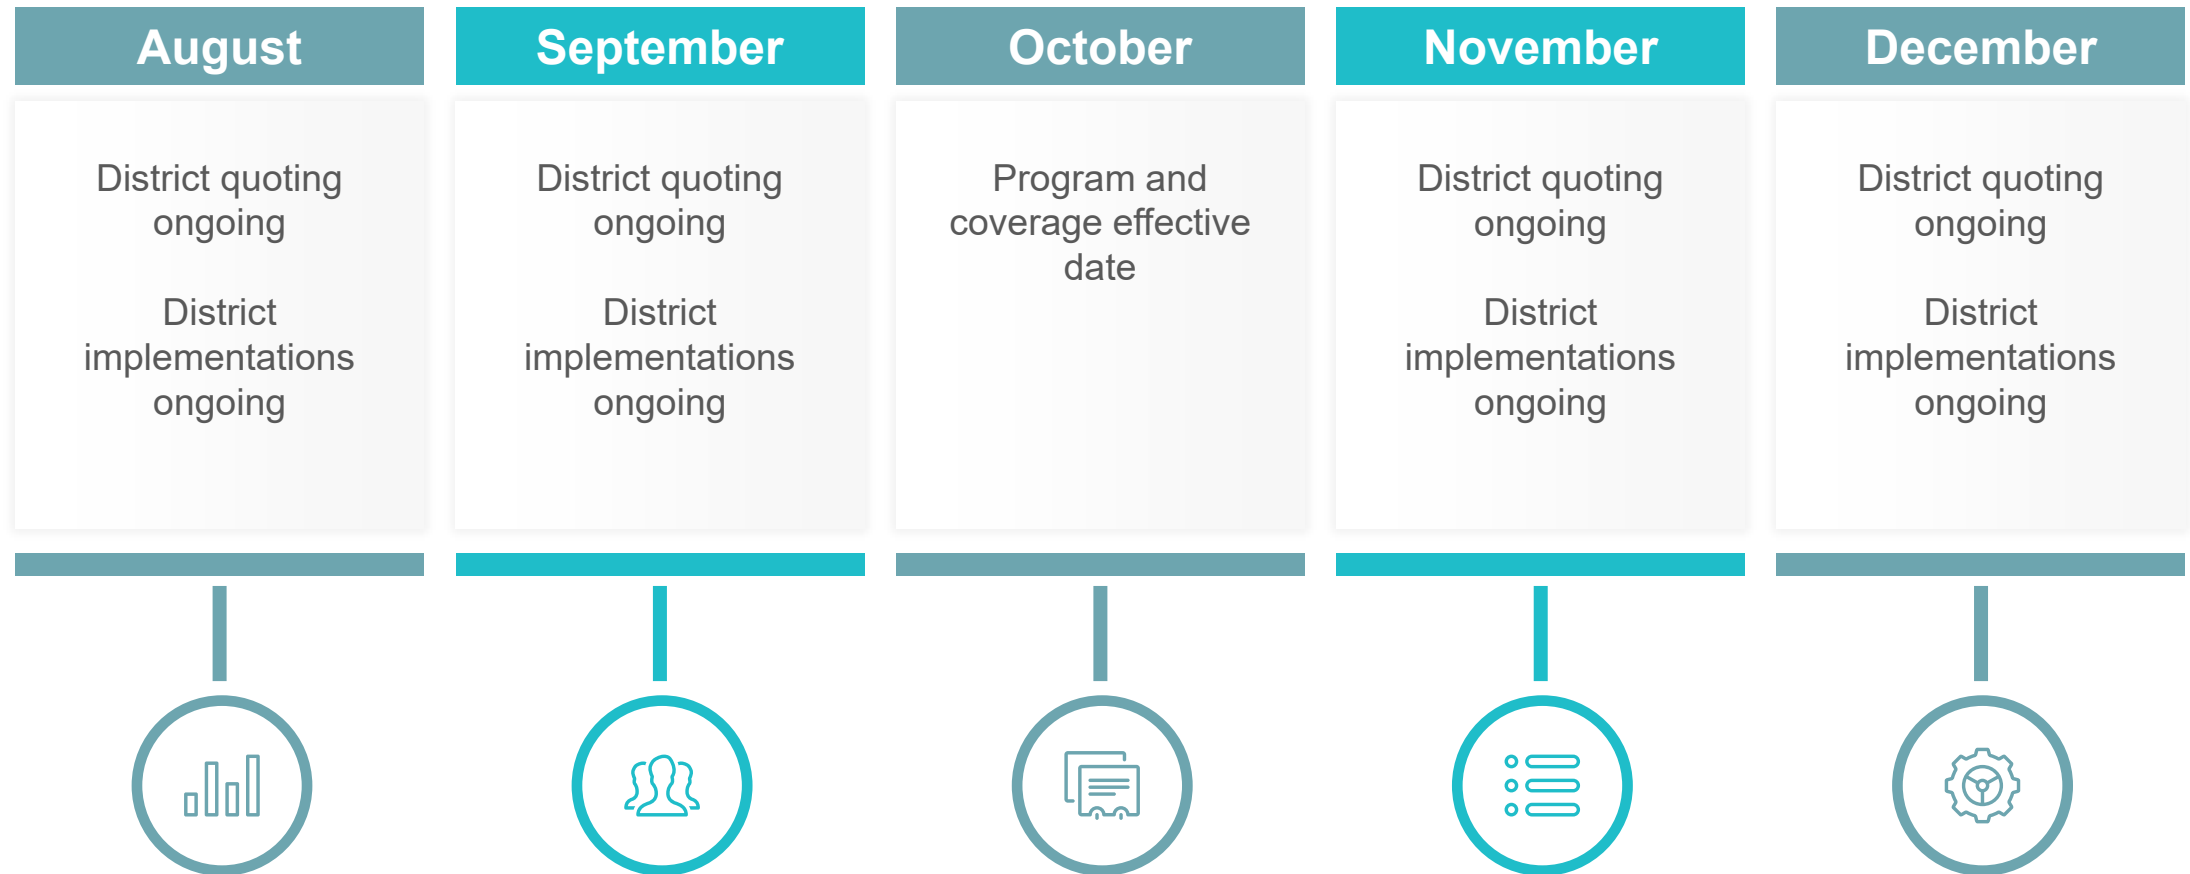 August
District quoting
ongoing
District
implementations
ongoing
September
District quoting
ongoing
District
implementations
ongoing
October
Program and
coverage effective
date
November
District quoting
ongoing
District
implementations
ongoing
December
District quoting
ongoing
District
implementations
ongoing